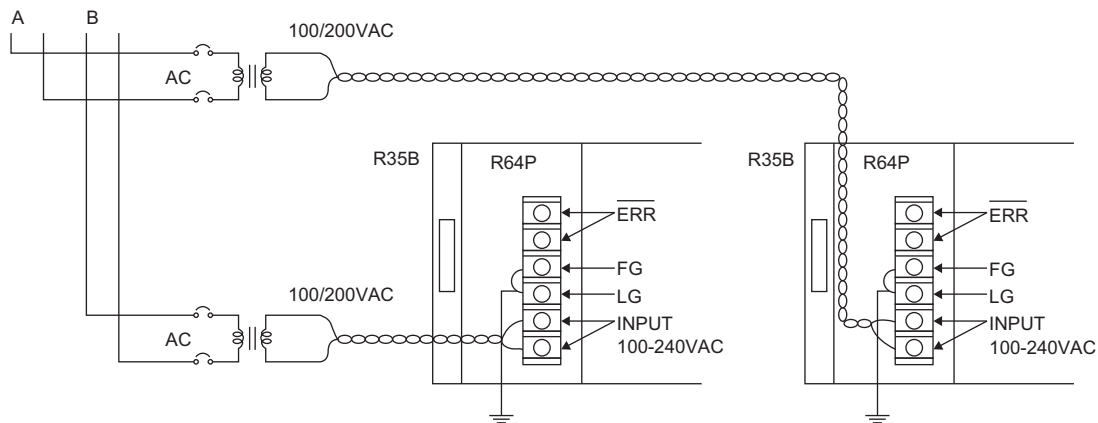 A
B
100/200VAC
AC
R35B
R64P
ERR
FG
LG
INPUT
100-240VAC
R35B
R64P
ERR
FG
LG
INPUT
100-240VAC
100/200VAC
AC